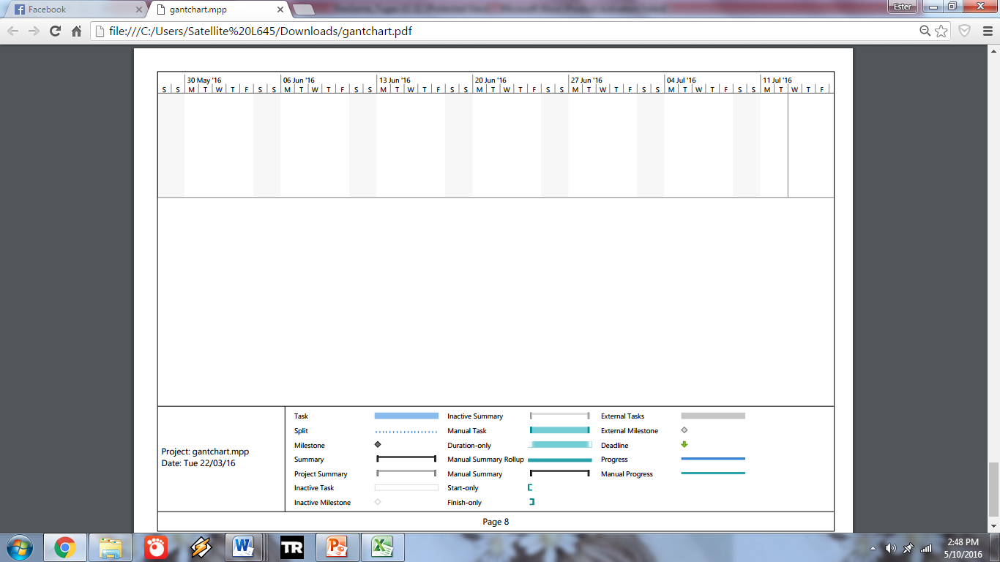 Facebook
gantchart.mpp
Ester
file:///C:/Users/Satellite%20L645/Downloads/gantchart.pdf
30 May '16 06 Jun '16 13 Jun '16 20 Jun '16 27 Jun '16 04 Jul '16 11 Jul '16
S S M T W T F S S M T W T F S S M T W T F S S M T W T F S S M T W T F S S M T W T F S S M T W T F
Task Inactive Summary External Tasks
Split Manual Task External Milestone
Milestone Duration-only Deadline
Summary Manual Summary Rollup Progress
Project Summary Manual Summary Manual Progress
Inactive Task Start-only
Inactive Milestone Finish-only
Project: gantchart.mpp
Date: Tue 22/03/16
Page 8
TR
2:48 PM
5/10/2016